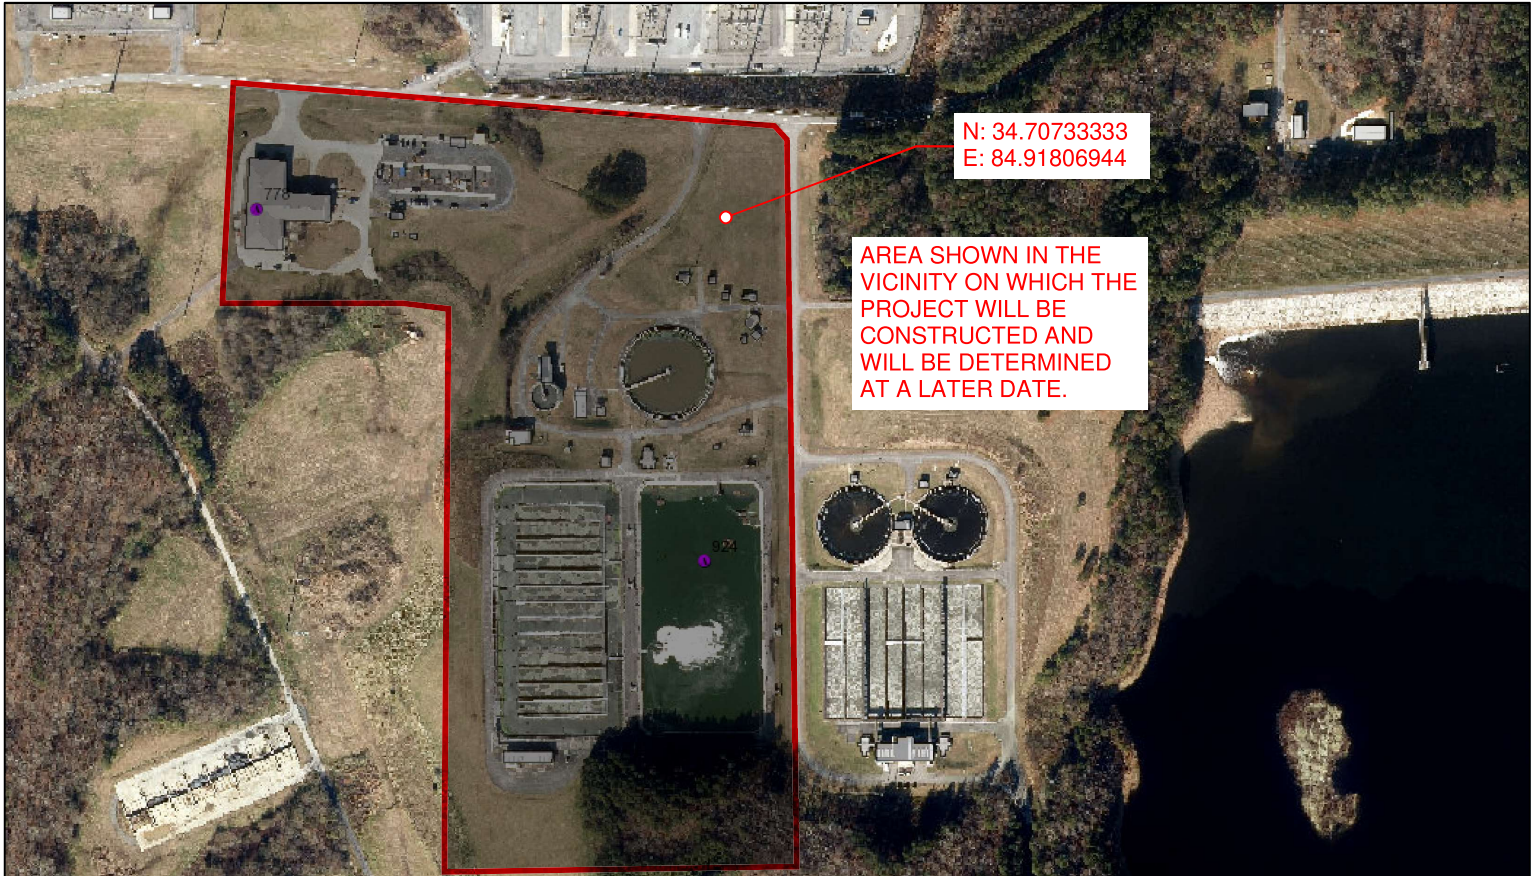 N: 34.70733333
E: 84.91806944
778
AREA SHOWN IN THE
VICINITY ON WHICH THE
PROJECT WILL BE
CONSTRUCTED AND
WILL BE DETERMINED
AT A LATER DATE.
924